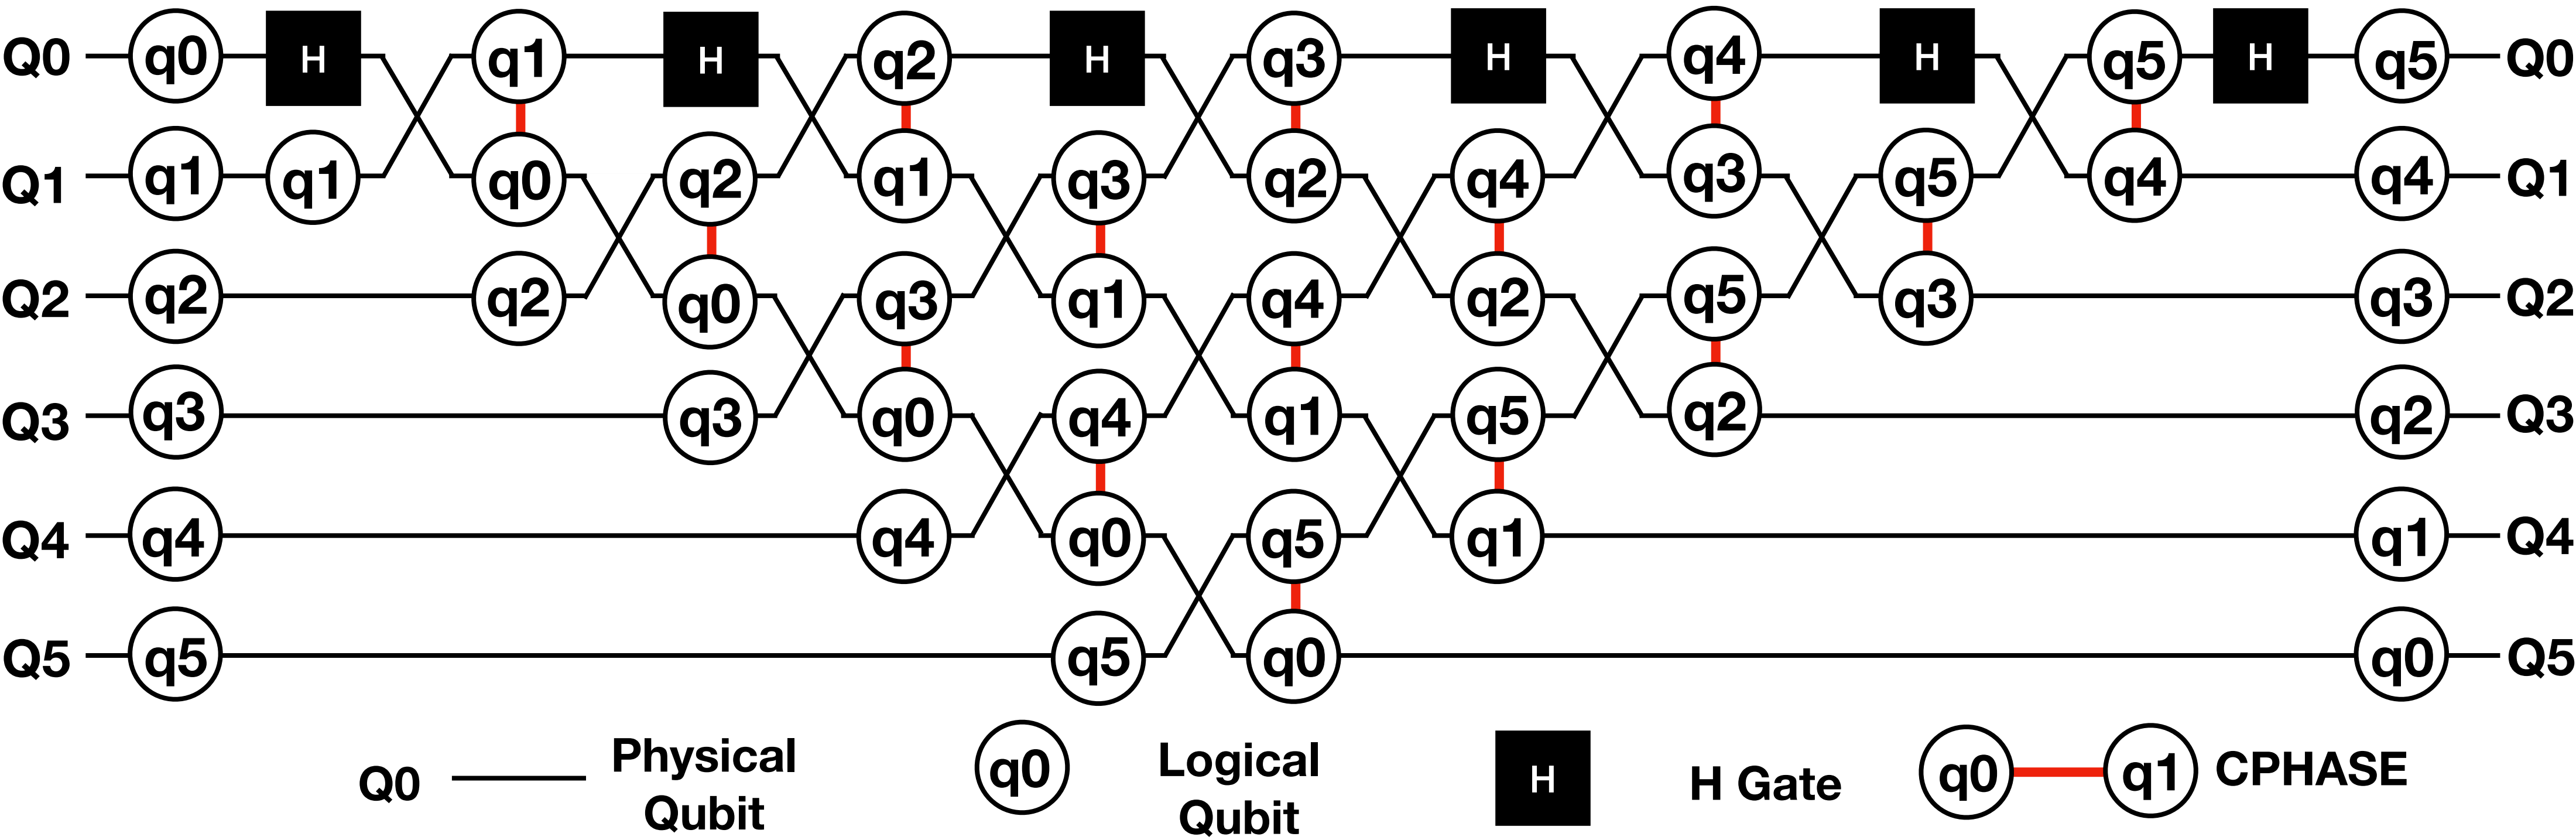 Q0 q0 H q1 H q2 H q3 H q4 H q5 H q5 Q0
Q1 q1 q1 q0 q2 q1 q3 q2 q4 q3 q5 q4 q4 Q1
Q2 q2 q2 q0 q3 q1 q4 q2 q5 q3 q3 Q2
Q3 q3 q3 q0 q4 q1 q5 q2 q2 Q3
Q4 q4 q4 q0 q5 q1 q1 Q4
Q5 q5 q5 q0 q0 Q5
Q0 Physical Qubit
q0 Logical Qubit
H H Gate
q0 q1 CPHASE